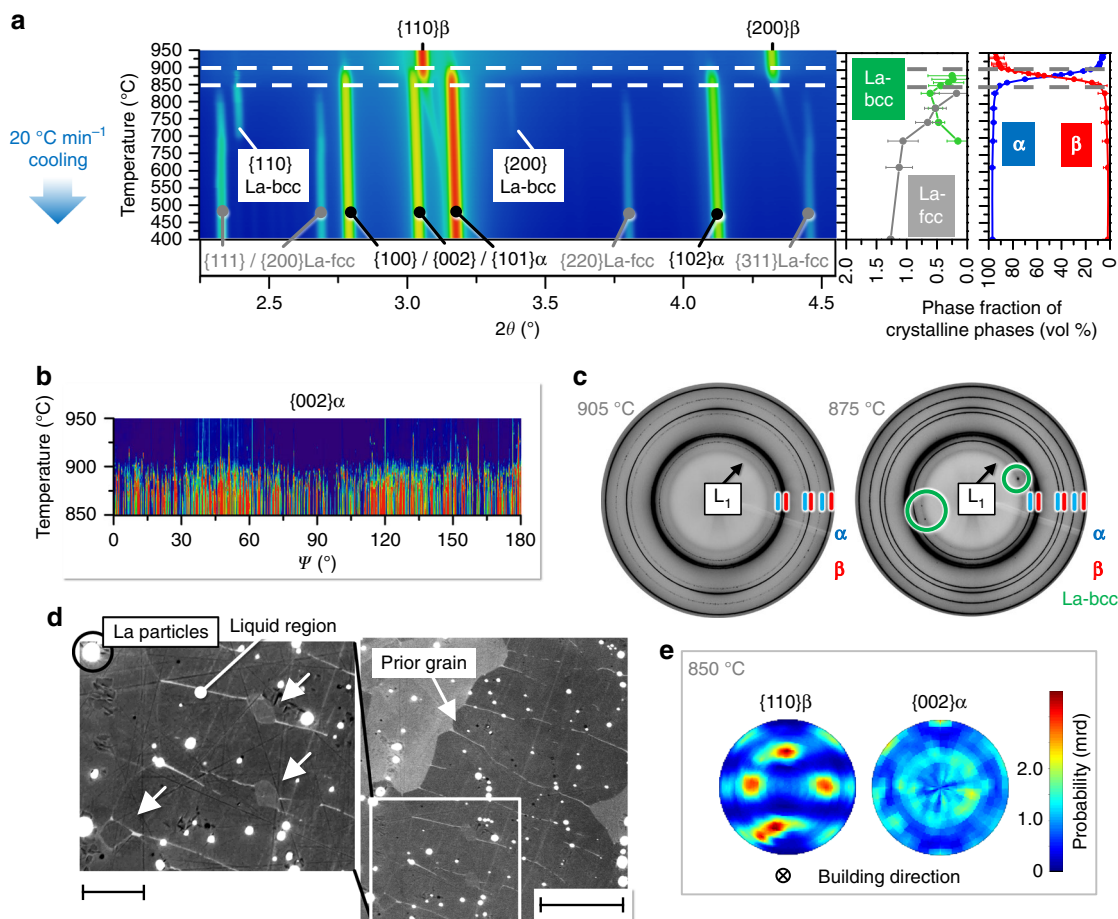 a
{110}β
{200}β
Temperature (°C)
950
900
850
800
750
700
650
600
550
500
450
400
20 °C min⁻¹
cooling
{110}
La-bcc
{200}
La-bcc
{111} / {200}La-fcc
{100} / {002} / {101}α
{220}La-fcc
{102}α
{311}La-fcc
2.5
3.0
3.5
4.0
4.5
2θ (°)
La-
bcc
La-
fcc
α
β
2.0
1.5
1.0
0.5
0.0
100
80
60
40
20
0
Phase fraction of
crystalline phases (vol %)
b
{002}α
Temperature (°C)
950
900
850
0
30
60
90
120
150
180
Ψ (°)
c
905 °C
875 °C
L₁
L₁
α
β
α
β
La-bcc
d
La particles
Liquid region
Prior grain
e
850 °C
{110}β
{002}α
2.0
1.0
0
Probability (mrd)
⊗ Building direction